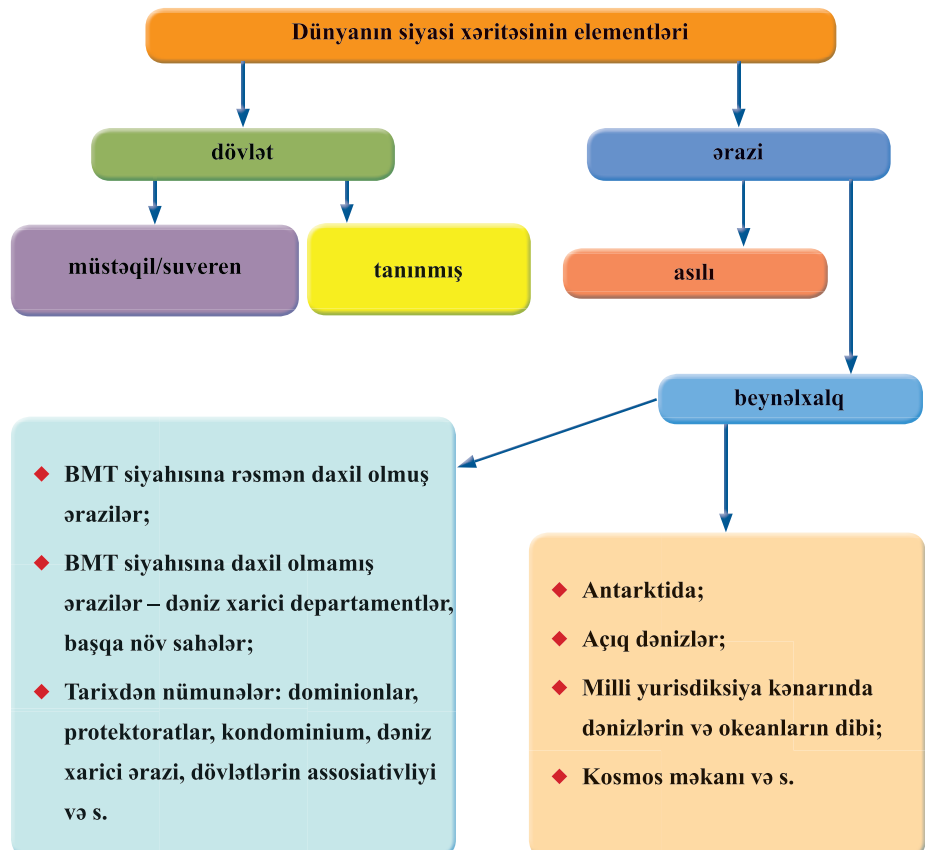 Dünyanın siyasi xəritəsinin elementləri
dövlət
ərazi
müstəqil/suveren
tanınmış
asılı
beynəlxalq
BMT siyahısına rəsmən daxil olmuş
ərazilər;
BMT siyahısına daxil olmamış
ərazilər – dəniz xarici departamentlər,
başqa növ sahələr;
Tarixdən nümunələr: dominionlar,
protektoratlar, kondominium, dəniz
xarici ərazi, dövlətlərin assosiativliyi
və s.
Antarktida;
Açıq dənizlər;
Milli yurisdiksiya kənarında
dənizlərin və okeanların dibi;
Kosmos məkanı və s.